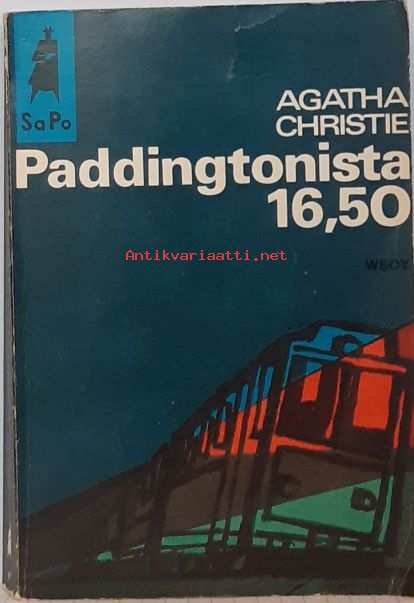 SaPo
AGATHA
CHRISTIE
Paddingtonista
16,50
Antikvariaatti.net
WSOY